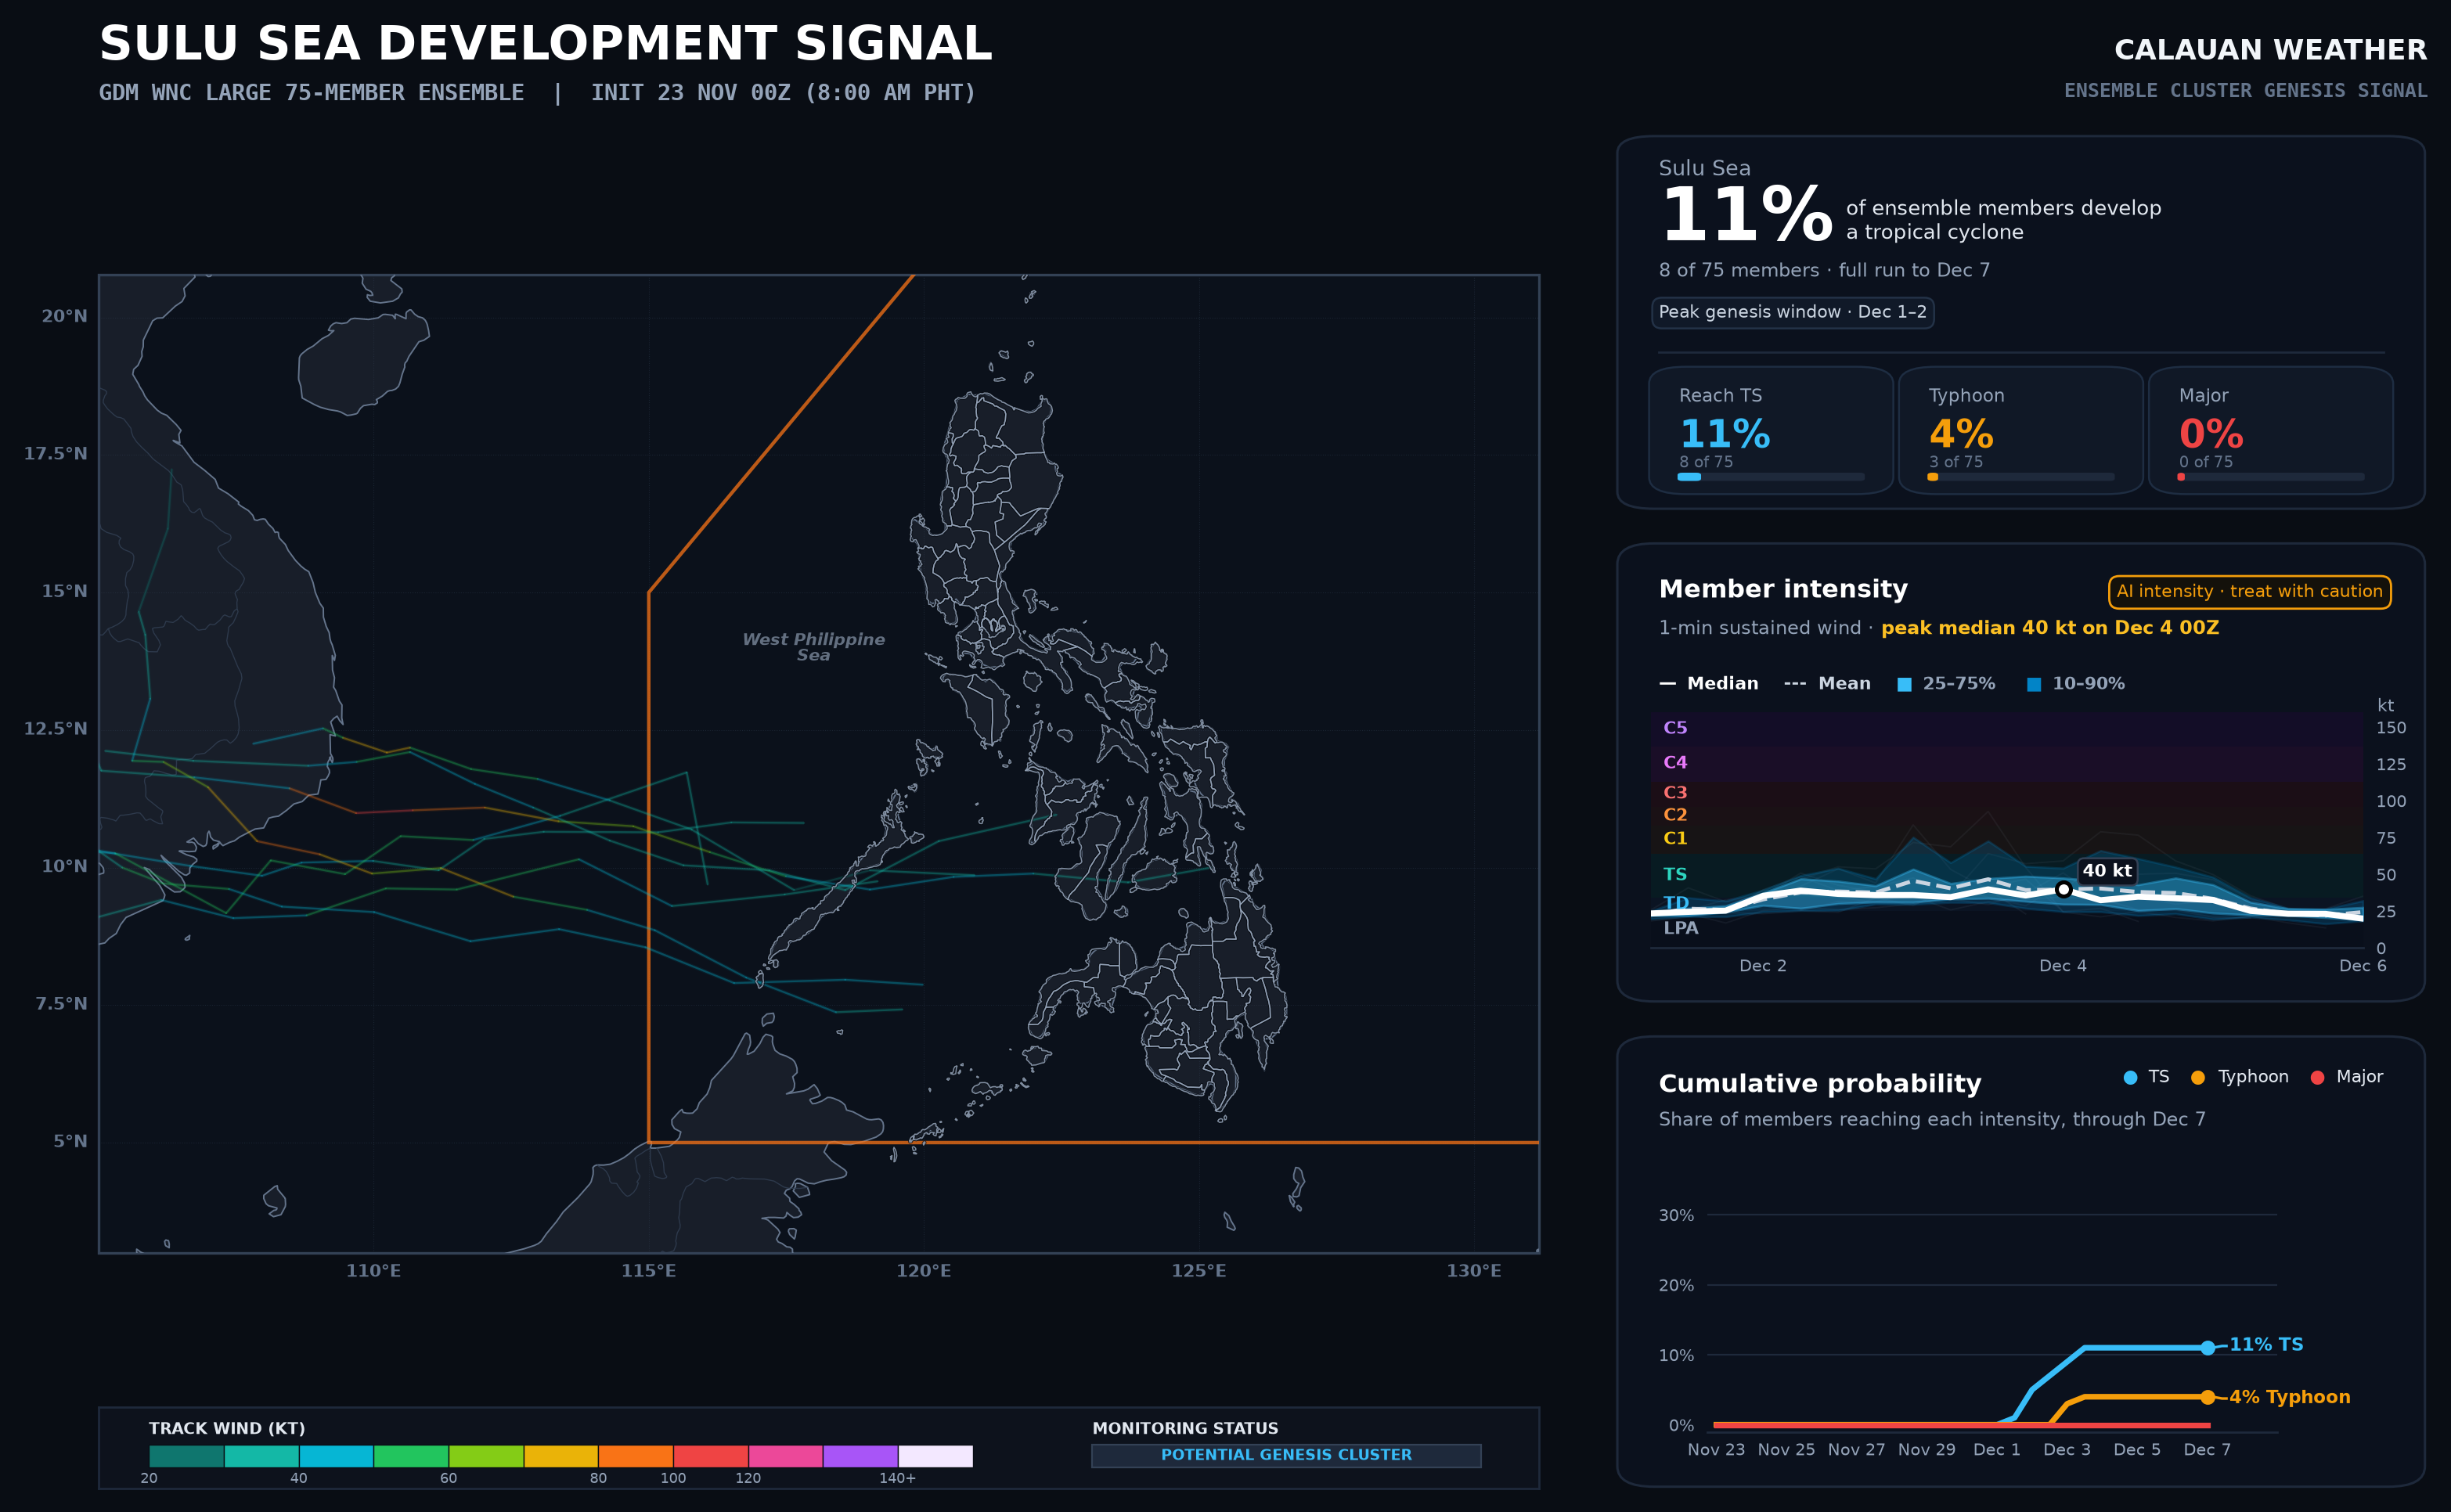 SULU SEA DEVELOPMENT SIGNAL
GDM WNC LARGE 75-MEMBER ENSEMBLE | INIT 23 NOV 00Z (8:00 AM PHT)
CALAUAN WEATHER
ENSEMBLE CLUSTER GENESIS SIGNAL
20°N
17.5°N
15°N
12.5°N
10°N
7.5°N
5°N
110°E
115°E
120°E
125°E
130°E
West Philippine
Sea
TRACK WIND (KT)
20
40
60
80
100
120
140+
MONITORING STATUS
POTENTIAL GENESIS CLUSTER
Sulu Sea
11%
of ensemble members develop
a tropical cyclone
8 of 75 members · full run to Dec 7
Peak genesis window · Dec 1–2
Reach TS
11%
8 of 75
Typhoon
4%
3 of 75
Major
0%
0 of 75
Member intensity
AI intensity · treat with caution
1-min sustained wind · peak median 40 kt on Dec 4 00Z
Median
Mean
25–75%
10–90%
kt
C5
C4
C3
C2
C1
TS
TD
LPA
150
125
100
75
50
25
0
40 kt
Dec 2
Dec 4
Dec 6
Cumulative probability
TS
Typhoon
Major
Share of members reaching each intensity, through Dec 7
30%
20%
10%
0%
11% TS
4% Typhoon
Nov 23
Nov 25
Nov 27
Nov 29
Dec 1
Dec 3
Dec 5
Dec 7